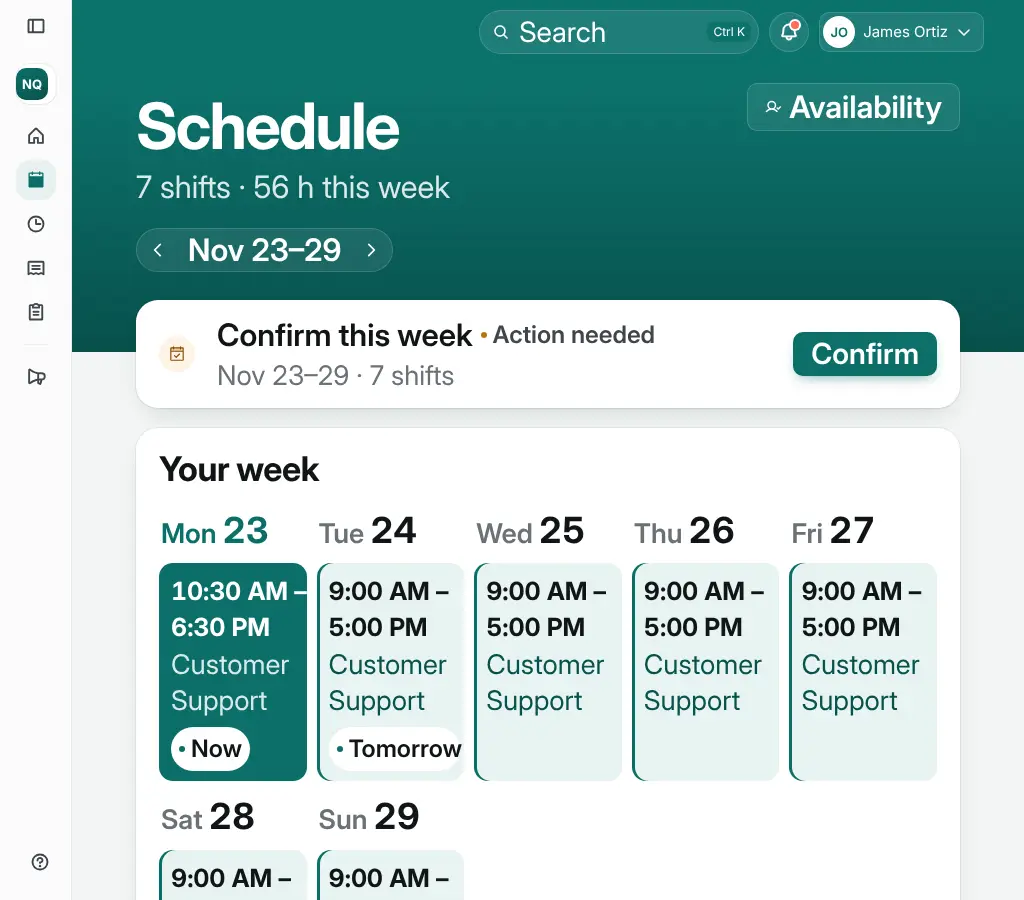 Search
Ctrl K
JO
James Ortiz
NQ
Schedule
Availability
7 shifts · 56 h this week
Nov 23–29
Confirm this week
Action needed
Nov 23–29 · 7 shifts
Confirm
Your week
Mon 23
Tue 24
Wed 25
Thu 26
Fri 27
10:30 AM –
6:30 PM
Customer
Support
Now
9:00 AM –
5:00 PM
Customer
Support
Tomorrow
9:00 AM –
5:00 PM
Customer
Support
9:00 AM –
5:00 PM
Customer
Support
9:00 AM –
5:00 PM
Customer
Support
Sat 28
Sun 29
9:00 AM –
9:00 AM –